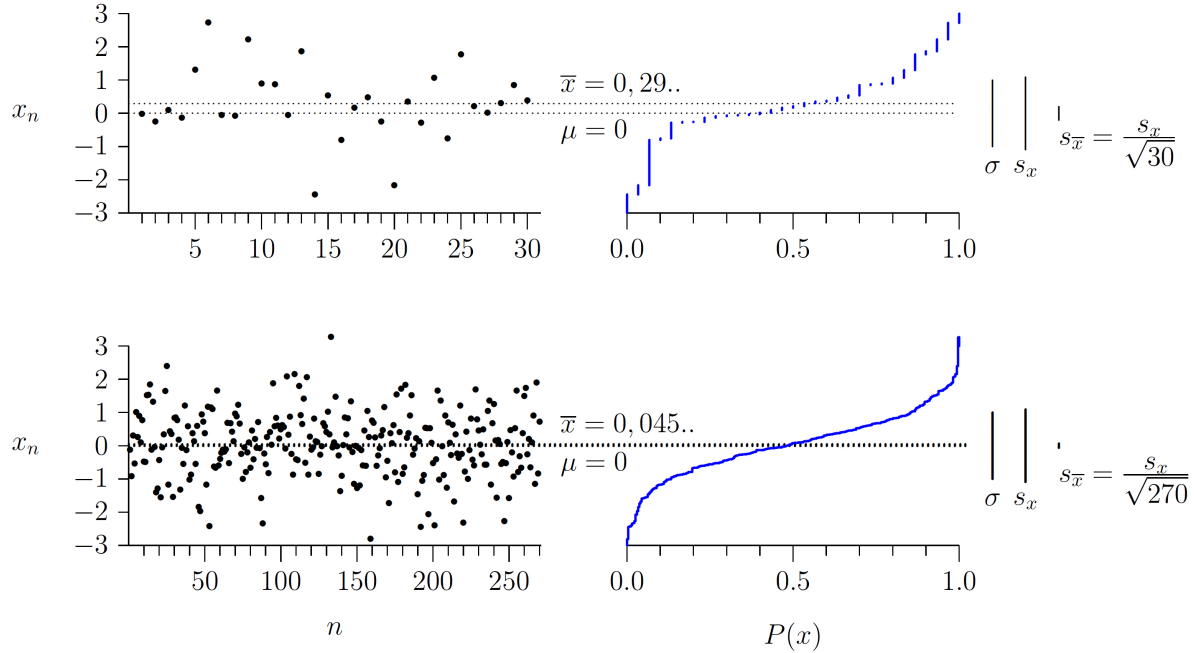 3
2
1
0
−1
−2
−3
x_n
5 10 15 20 25 30
x̅ = 0, 29..
μ = 0
0.0 0.5 1.0
σ s_x
s_x̅ = s_x/√30
3
2
1
0
−1
−2
−3
x_n
50 100 150 200 250
n
x̅ = 0, 045..
μ = 0
0.0 0.5 1.0
P(x)
σ s_x
s_x̅ = s_x/√270